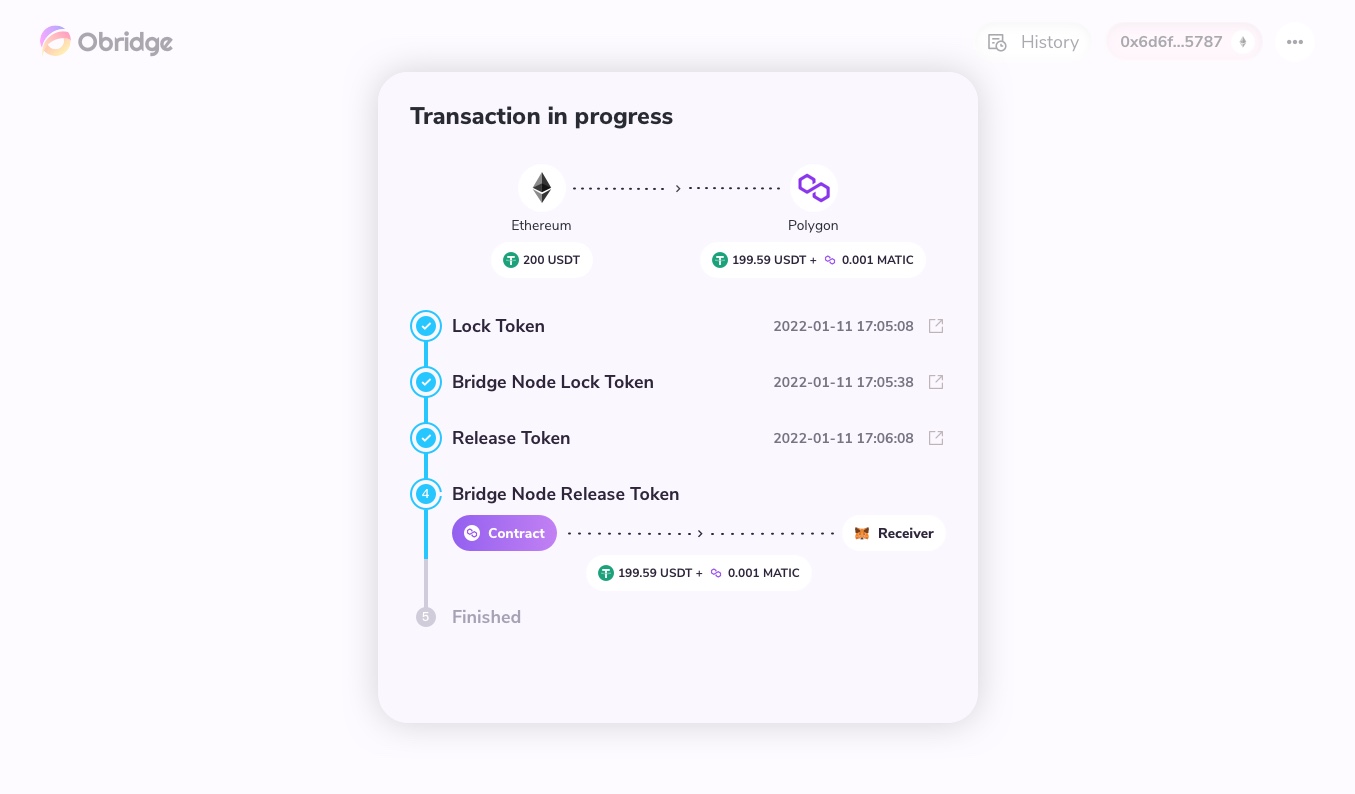 Obridge
History
0x6d6f...5787
Transaction in progress
Ethereum
Polygon
200 USDT
199.59 USDT + 0.001 MATIC
Lock Token 2022-01-11 17:05:08
Bridge Node Lock Token 2022-01-11 17:05:38
Release Token 2022-01-11 17:06:08
4 Bridge Node Release Token
Contract
Receiver
199.59 USDT + 0.001 MATIC
5 Finished